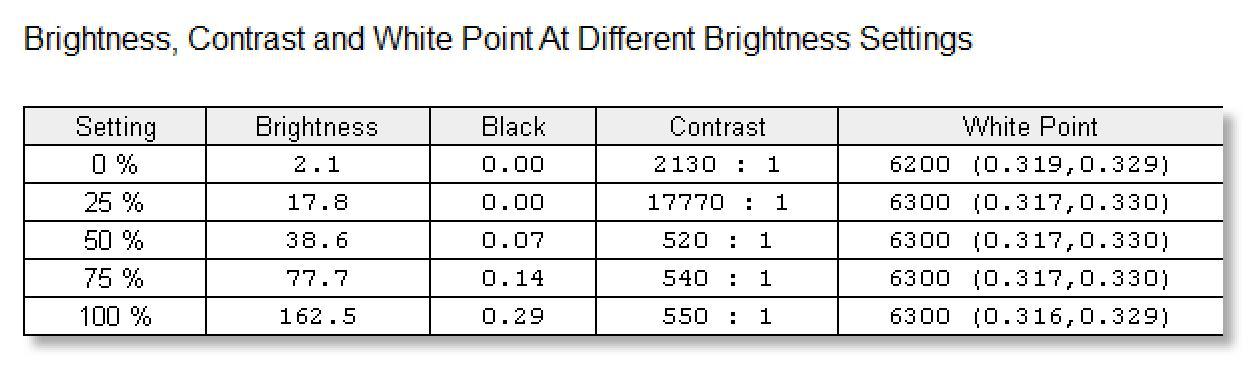 Brightness, Contrast and White Point At Different Brightness Settings
Setting Brightness Black Contrast White Point
0 % 2.1 0.00 2130 : 1 6200 (0.319,0.329)
25 % 17.8 0.00 17770 : 1 6300 (0.317,0.330)
50 % 38.6 0.07 520 : 1 6300 (0.317,0.330)
75 % 77.7 0.14 540 : 1 6300 (0.317,0.330)
100 % 162.5 0.29 550 : 1 6300 (0.316,0.329)